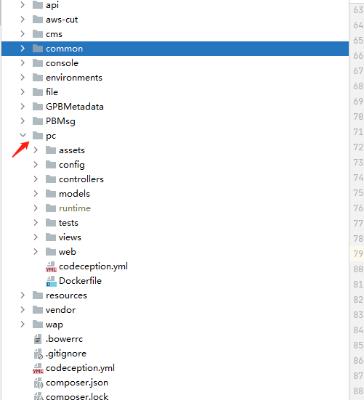 api
aws-cut
cms
common
console
environments
file
GPBMetadata
PBMsg
pc
assets
config
controllers
models
runtime
tests
views
web
codeception.yml
Dockerfile
resources
vendor
wap
.bowerrc
.gitignore
codeception.yml
composer.json
composer.lock
63
64
65
66
67
68
69
70
71
72
73
74
75
76
77
78
79
80
81
82
83
84
85
86
87
88